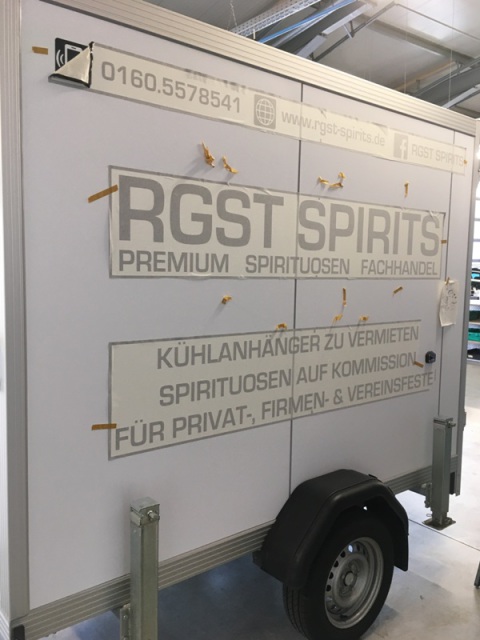 0160.5578541 www.rgst-spirits.de f RGST SPIRITS
RGST SPIRITS
PREMIUM SPIRITUOSEN FACHHANDEL
KÜHLANHÄNGER ZU VERMIETEN
SPIRITUOSEN AUF KOMMISSION
FÜR PRIVAT-, FIRMEN- & VEREINSFESTE